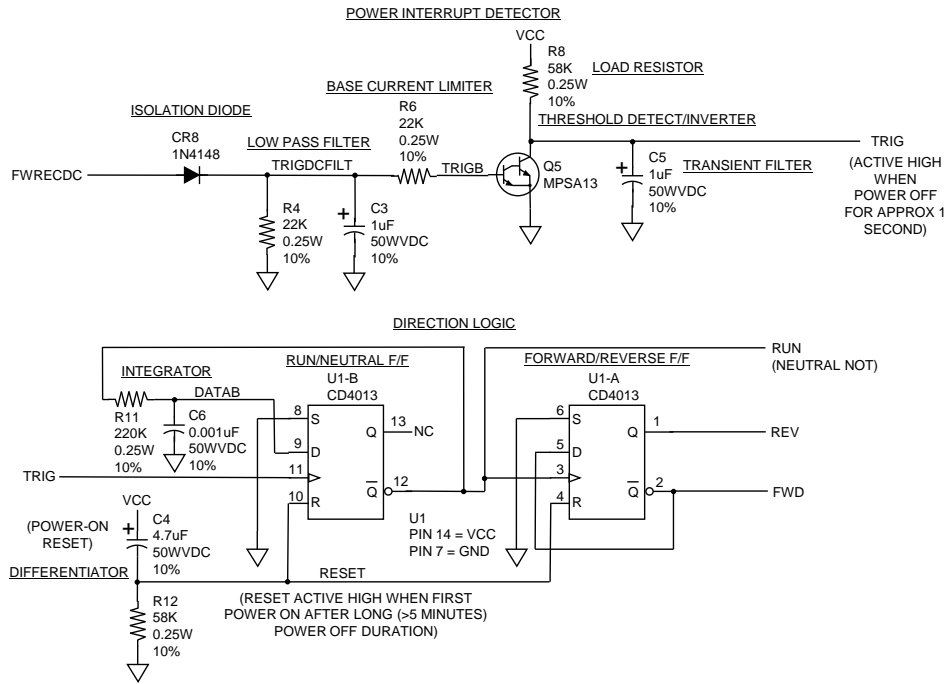 POWER INTERRUPT DETECTOR
VCC
R8
58K
0.25W
10%
LOAD RESISTOR
BASE CURRENT LIMITER
R6
22K
0.25W
10%
THRESHOLD DETECT/INVERTER
ISOLATION DIODE
CR8
1N4148
LOW PASS FILTER
TRIGDCFILT
TRIGB
FWRECDC
Q5
MPSA13
+
C5
1uF
50WVDC
10%
TRANSIENT FILTER
TRIG
(ACTIVE HIGH
WHEN
POWER OFF
FOR APPROX 1
SECOND)
R4
22K
0.25W
10%
+
C3
1uF
50WVDC
10%
DIRECTION LOGIC
RUN
(NEUTRAL NOT)
INTEGRATOR
DATAB
R11
220K
0.25W
10%
C6
0.001uF
50WVDC
10%
RUN/NEUTRAL F/F
U1-B
CD4013
8
S
9
D
11
10
R
Q
13
NC
Q
12
FORWARD/REVERSE F/F
U1-A
CD4013
6
S
5
D
3
4
R
Q
1
REV
Q
2
FWD
TRIG
U1
PIN 14 = VCC
PIN 7 = GND
VCC
(POWER-ON
RESET)
+
C4
4.7uF
50WVDC
10%
DIFFERENTIATOR
RESET
(RESET ACTIVE HIGH WHEN FIRST
POWER ON AFTER LONG (>5 MINUTES)
POWER OFF DURATION)
R12
58K
0.25W
10%